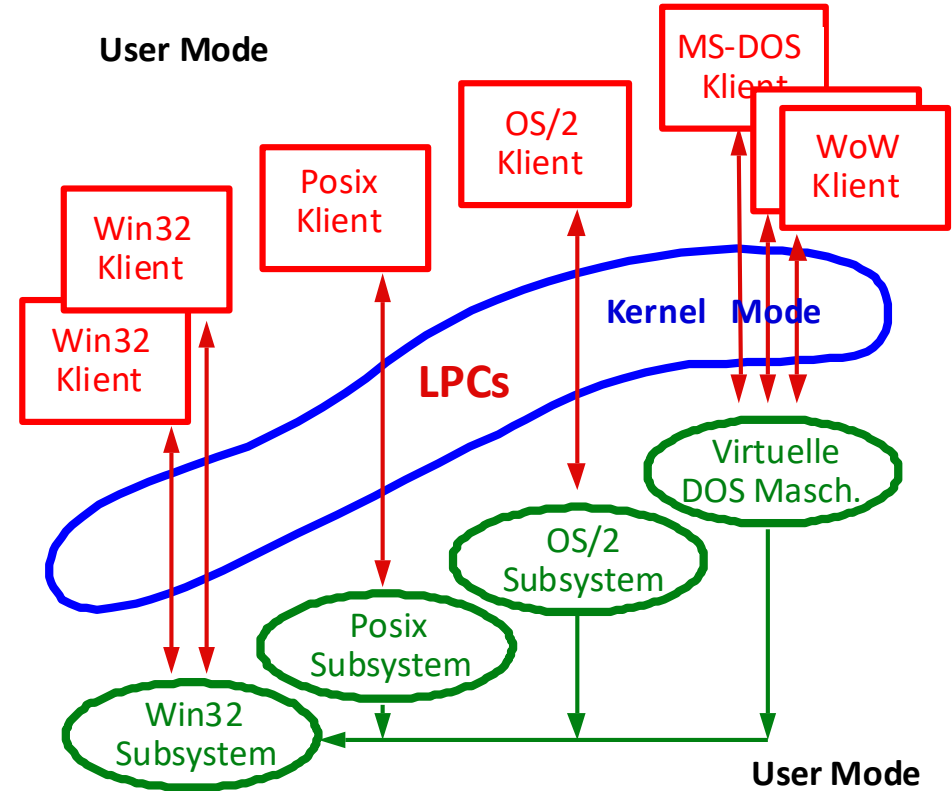 User Mode
MS-DOS
Klient
WoW
Klient
OS/2
Klient
Posix
Klient
Win32
Klient
Win32
Klient
Kernel Mode
LPCs
Virtuelle
DOS Masch.
OS/2
Subsystem
Posix
Subsystem
Win32
Subsystem
User Mode